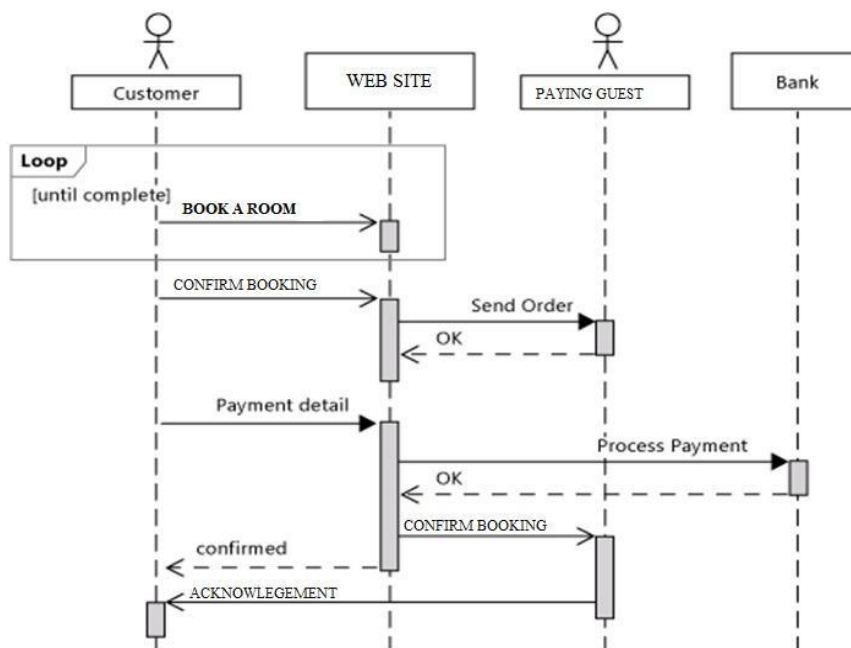 Customer
WEB SITE
PAYING GUEST
Bank
Loop
[until complete]
BOOK A ROOM
CONFIRM BOOKING
Send Order
OK
Payment detail
Process Payment
OK
CONFIRM BOOKING
confirmed
ACKNOWLEGEMENT